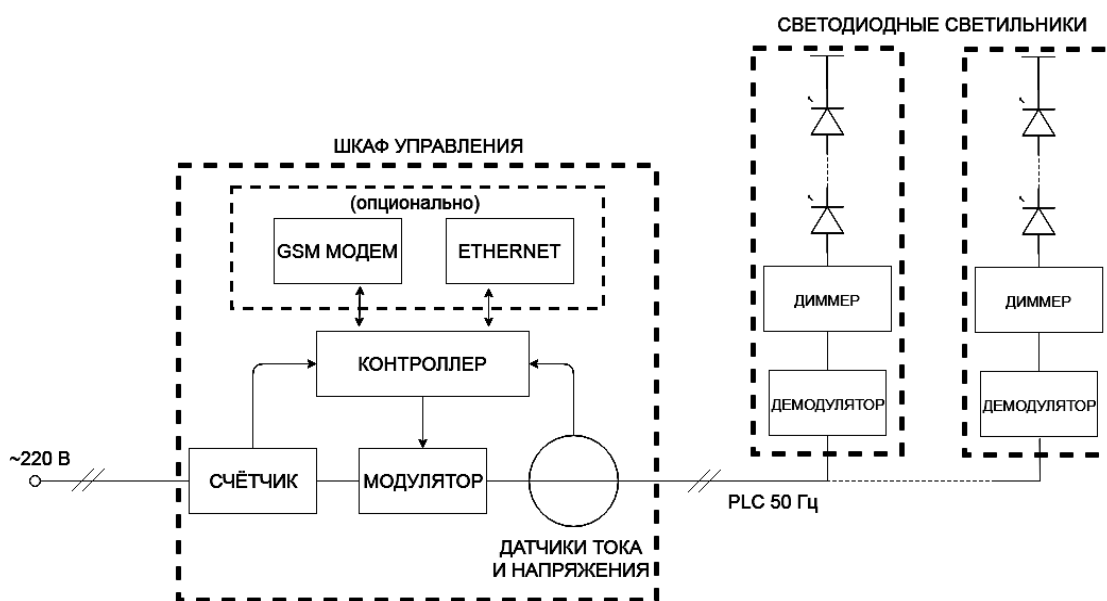 СВЕТОДИОДНЫЕ СВЕТИЛЬНИКИ
ШКАФ УПРАВЛЕНИЯ
(опционально)
GSM МОДЕМ
ETHERNET
КОНТРОЛЛЕР
~220 В
СЧЁТЧИК
МОДУЛЯТОР
ДАТЧИКИ ТОКА
И НАПРЯЖЕНИЯ
PLC 50 Гц
ДИММЕР
ДЕМОДУЛЯТОР
ДИММЕР
ДЕМОДУЛЯТОР